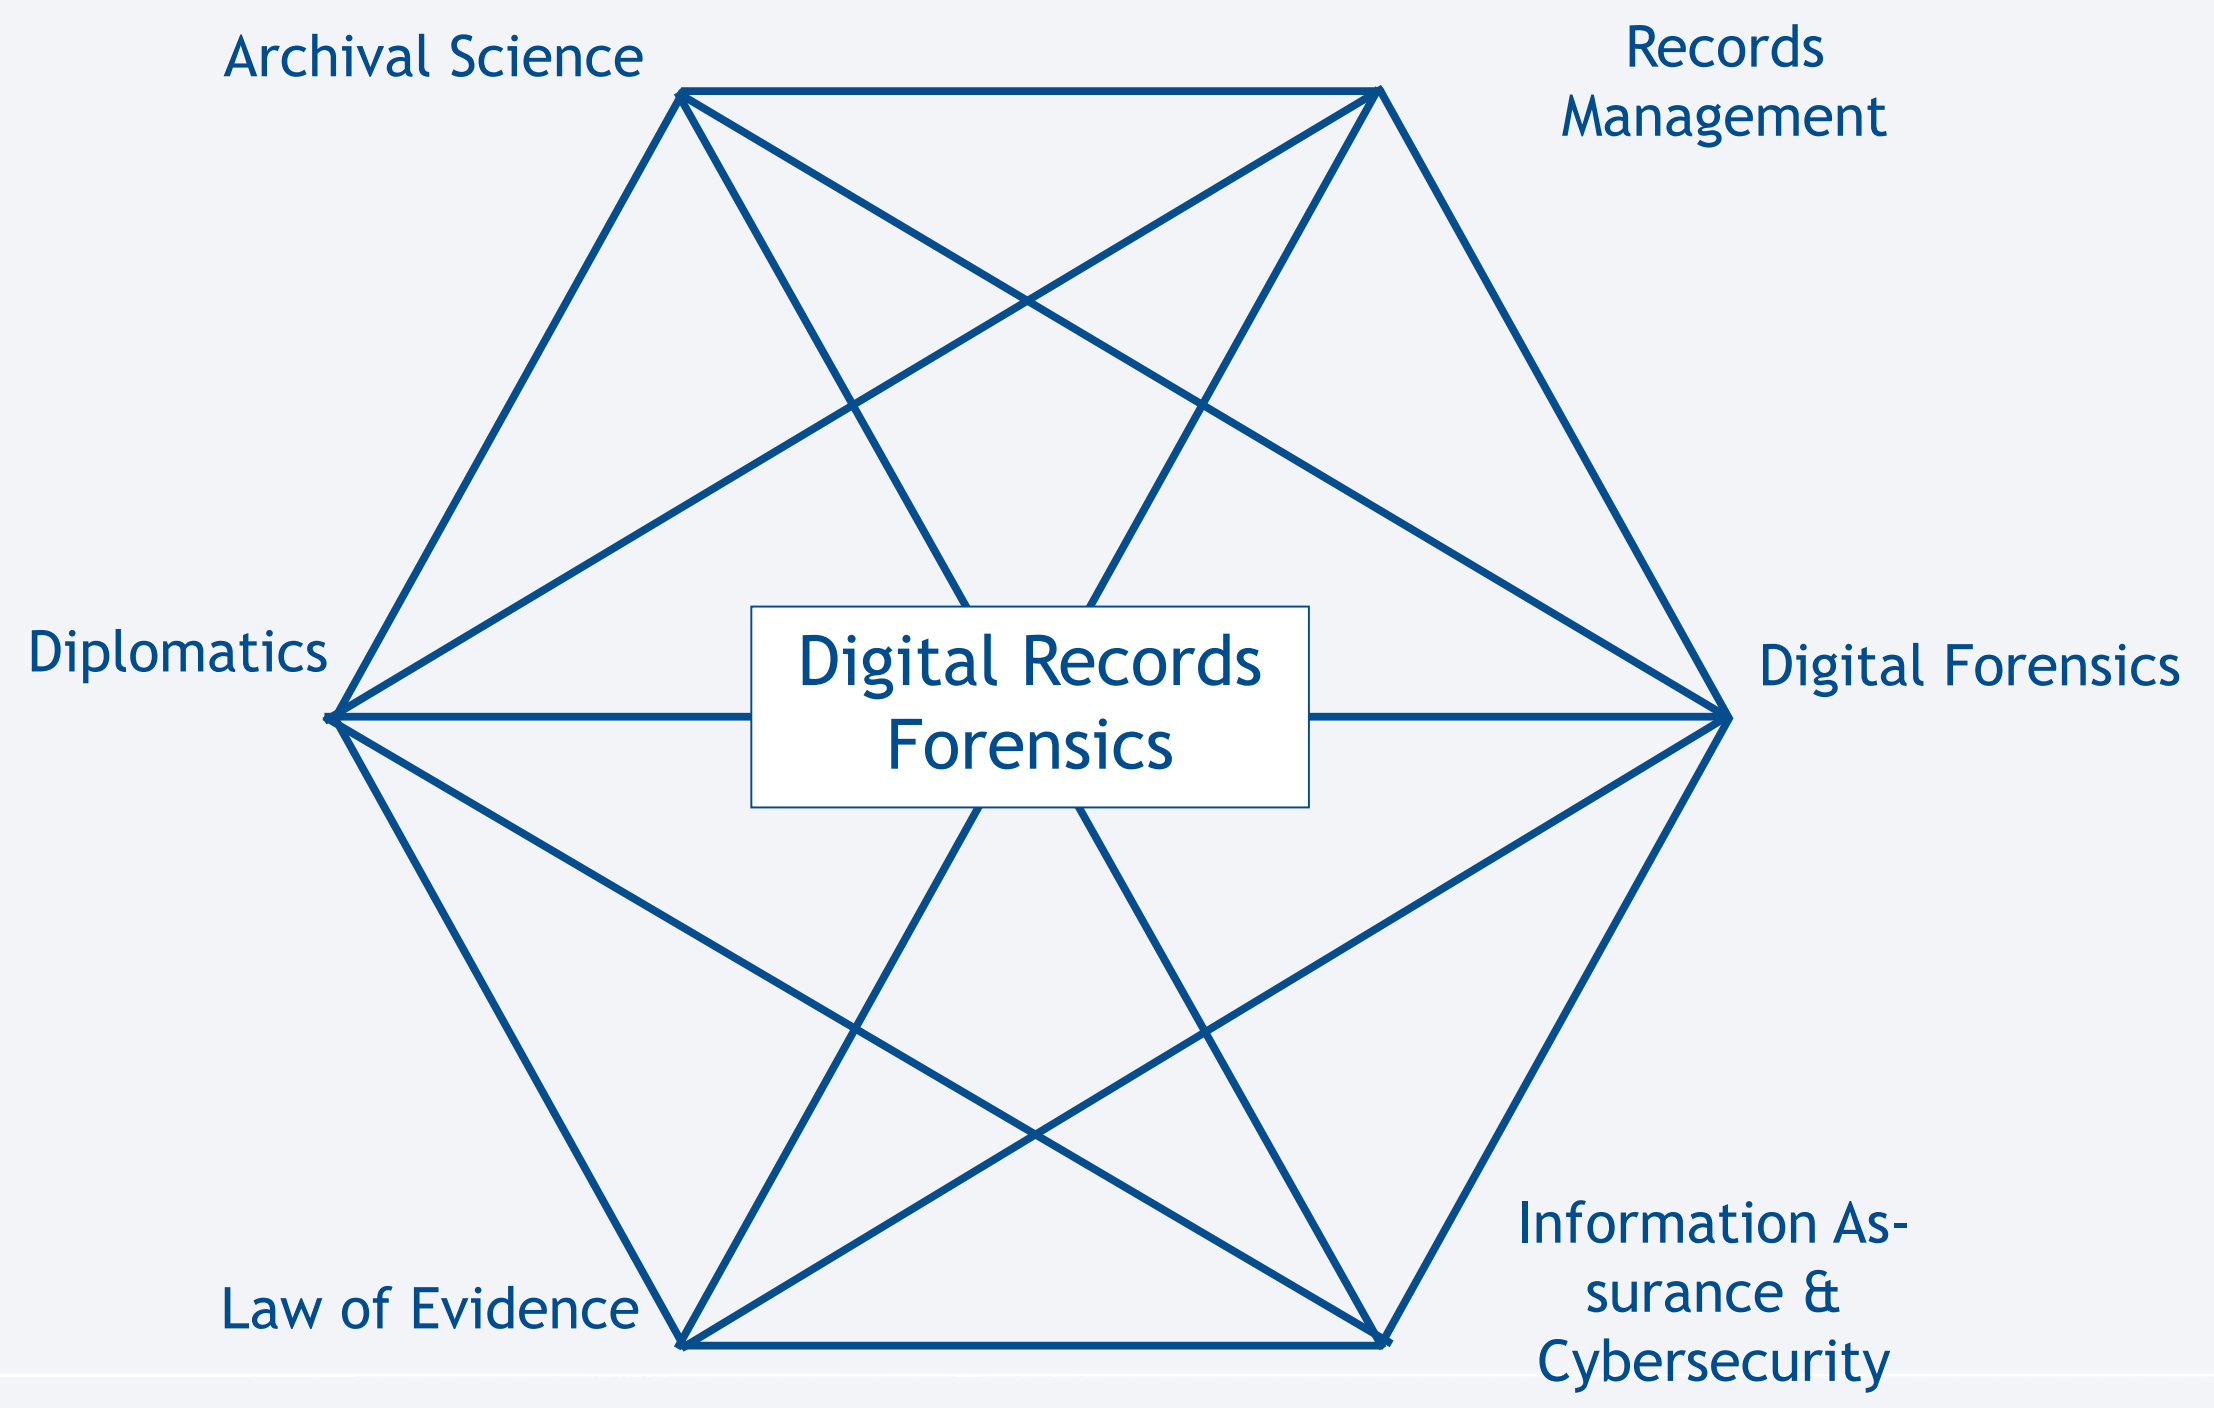 Archival Science
Records
Management
Diplomatics
Digital Records
Forensics
Digital Forensics
Law of Evidence
Information As-
surance &
Cybersecurity